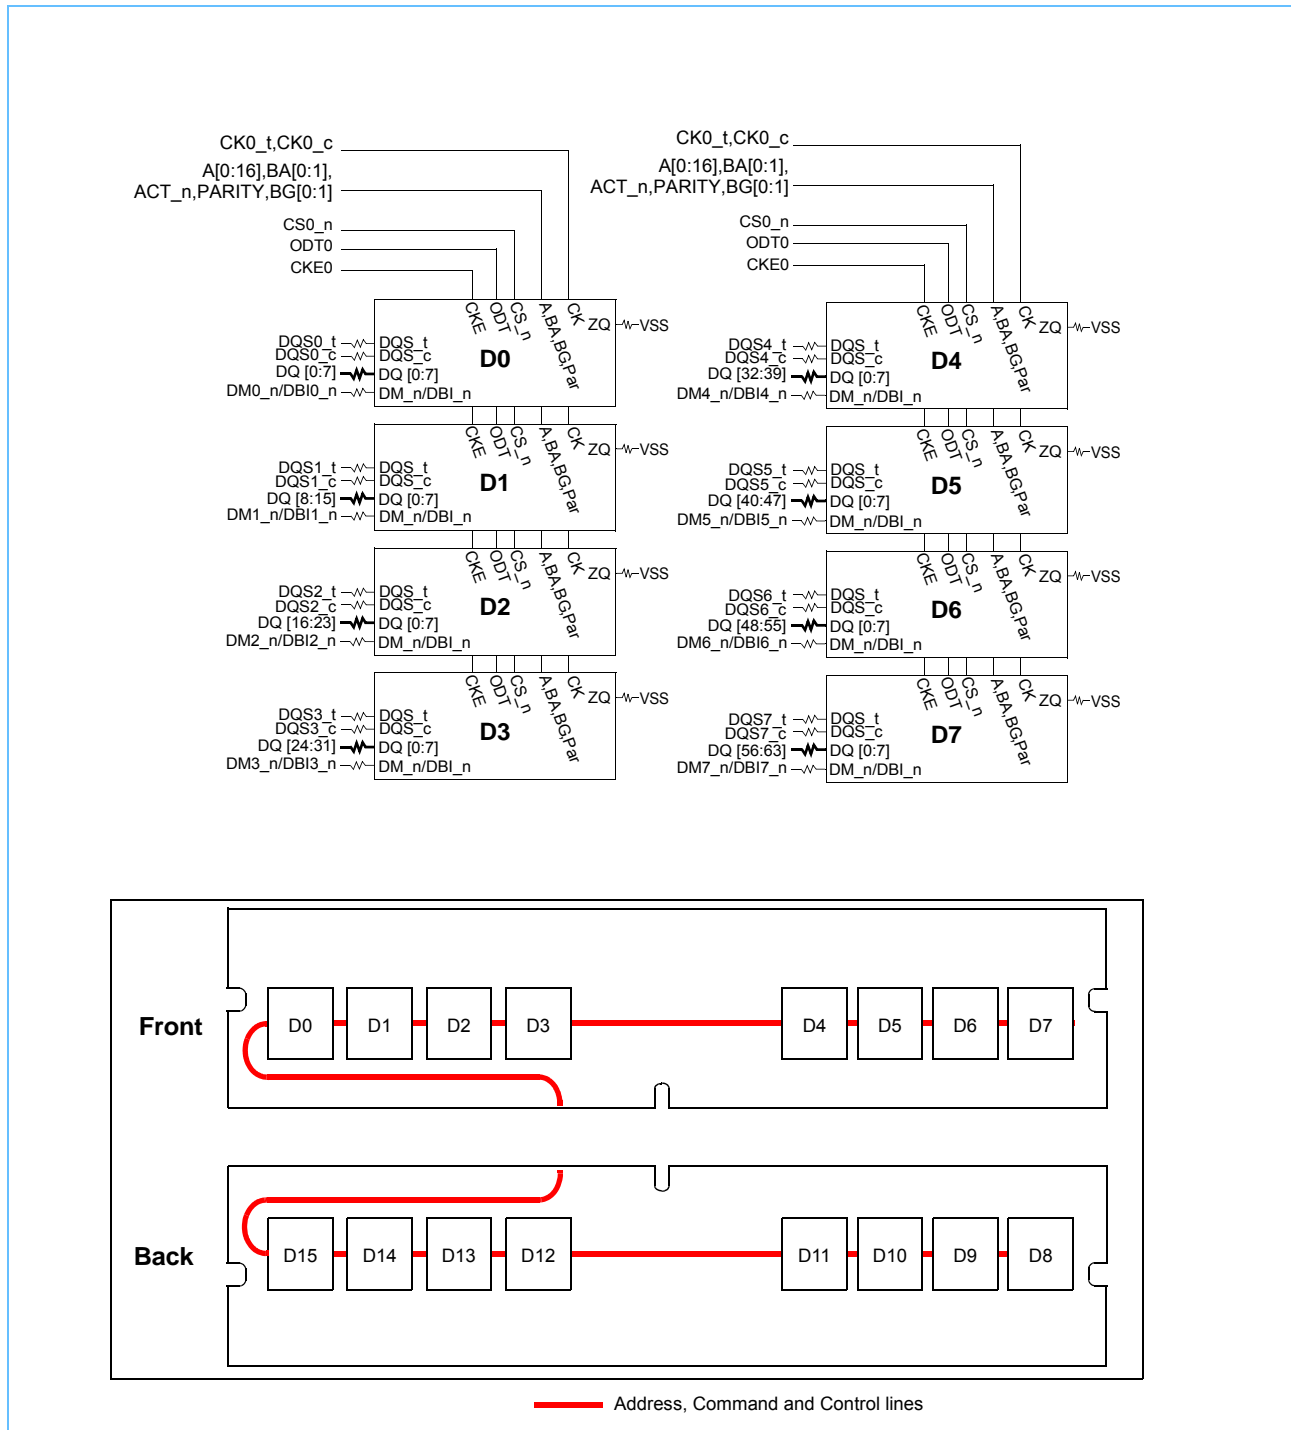 CK0_t,CK0_c
A[0:16],BA[0:1],
ACT_n,PARITY,BG[0:1]
CS0_n
ODT0
CKE0
CKE
ODT
CS_n
A,BA,BG,Par
CK
ZQ
VSS
DQS0_t
DQS_t
DQS0_c
DQS_c
D0
DQ [0:7]
DQ [0:7]
DM0_n/DBI0_n
DM_n/DBI_n
CKE
ODT
CS_n
A,BA,BG,Par
CK
ZQ
VSS
DQS1_t
DQS_t
DQS1_c
DQS_c
D1
DQ [8:15]
DQ [0:7]
DM1_n/DBI1_n
DM_n/DBI_n
CKE
ODT
CS_n
A,BA,BG,Par
CK
ZQ
VSS
DQS2_t
DQS_t
DQS2_c
DQS_c
D2
DQ [16:23]
DQ [0:7]
DM2_n/DBI2_n
DM_n/DBI_n
CKE
ODT
CS_n
A,BA,BG,Par
CK
ZQ
VSS
DQS3_t
DQS_t
DQS3_c
DQS_c
D3
DQ [24:31]
DQ [0:7]
DM3_n/DBI3_n
DM_n/DBI_n
CK0_t,CK0_c
A[0:16],BA[0:1],
ACT_n,PARITY,BG[0:1]
CS0_n
ODT0
CKE0
CKE
ODT
CS_n
A,BA,BG,Par
CK
ZQ
VSS
DQS4_t
DQS_t
DQS4_c
DQS_c
D4
DQ [32:39]
DQ [0:7]
DM4_n/DBI4_n
DM_n/DBI_n
CKE
ODT
CS_n
A,BA,BG,Par
CK
ZQ
VSS
DQS5_t
DQS_t
DQS5_c
DQS_c
D5
DQ [40:47]
DQ [0:7]
DM5_n/DBI5_n
DM_n/DBI_n
CKE
ODT
CS_n
A,BA,BG,Par
CK
ZQ
VSS
DQS6_t
DQS_t
DQS6_c
DQS_c
D6
DQ [48:55]
DQ [0:7]
DM6_n/DBI6_n
DM_n/DBI_n
CKE
ODT
CS_n
A,BA,BG,Par
CK
ZQ
VSS
DQS7_t
DQS_t
DQS7_c
DQS_c
D7
DQ [56:63]
DQ [0:7]
DM7_n/DBI7_n
DM_n/DBI_n
Front
D0 D1 D2 D3 D4 D5 D6 D7
Back
D15 D14 D13 D12 D11 D10 D9 D8
Address, Command and Control lines